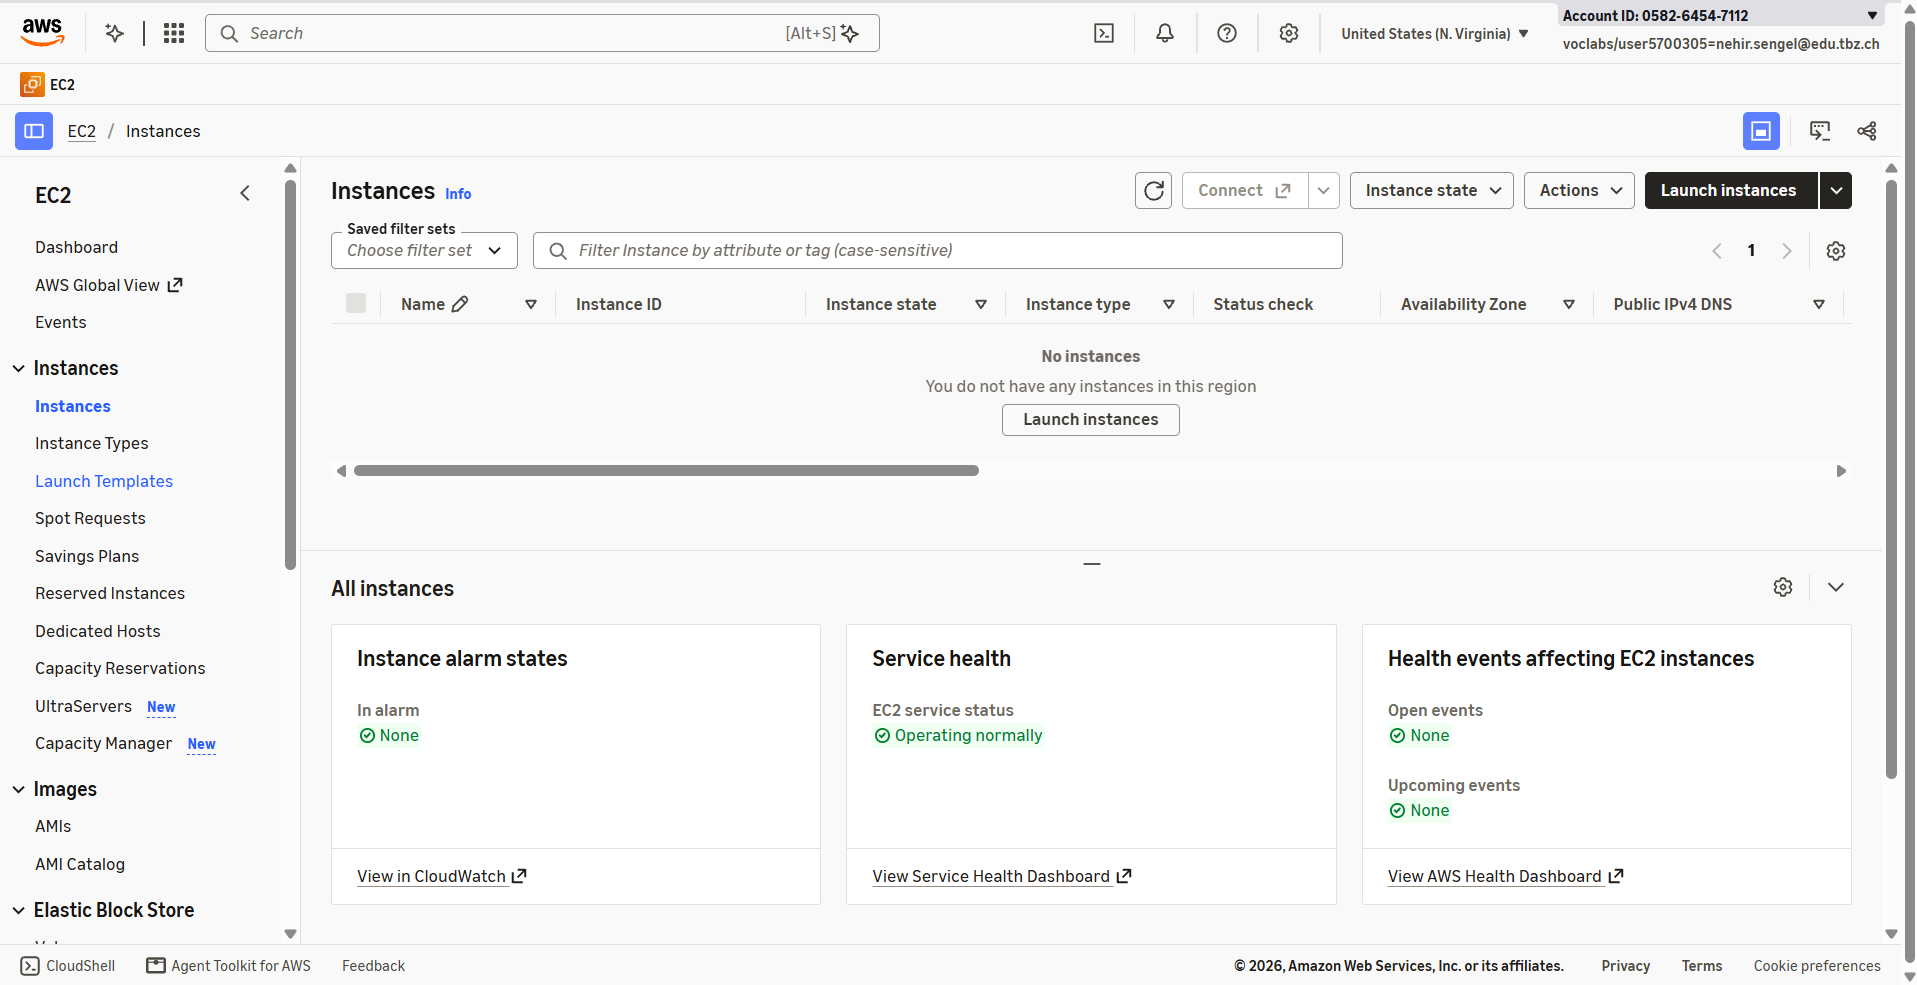 aws
Search [Alt+S]
United States (N. Virginia)
Account ID: 0582-6454-7112
voclabs/user5700305=nehir.sengel@edu.tbz.ch
EC2
EC2 / Instances
EC2
Dashboard
AWS Global View
Events
Instances
Instances
Instance Types
Launch Templates
Spot Requests
Savings Plans
Reserved Instances
Dedicated Hosts
Capacity Reservations
UltraServers New
Capacity Manager New
Images
AMIs
AMI Catalog
Elastic Block Store
Instances Info
Connect
Instance state
Actions
Launch instances
Saved filter sets
Choose filter set
Filter Instance by attribute or tag (case-sensitive)
1
Name Instance ID Instance state Instance type Status check Availability Zone Public IPv4 DNS
No instances
You do not have any instances in this region
Launch instances
All instances
Instance alarm states
In alarm
None
View in CloudWatch
Service health
EC2 service status
Operating normally
View Service Health Dashboard
Health events affecting EC2 instances
Open events
None
Upcoming events
None
View AWS Health Dashboard
CloudShell Agent Toolkit for AWS Feedback
© 2026, Amazon Web Services, Inc. or its affiliates. Privacy Terms Cookie preferences